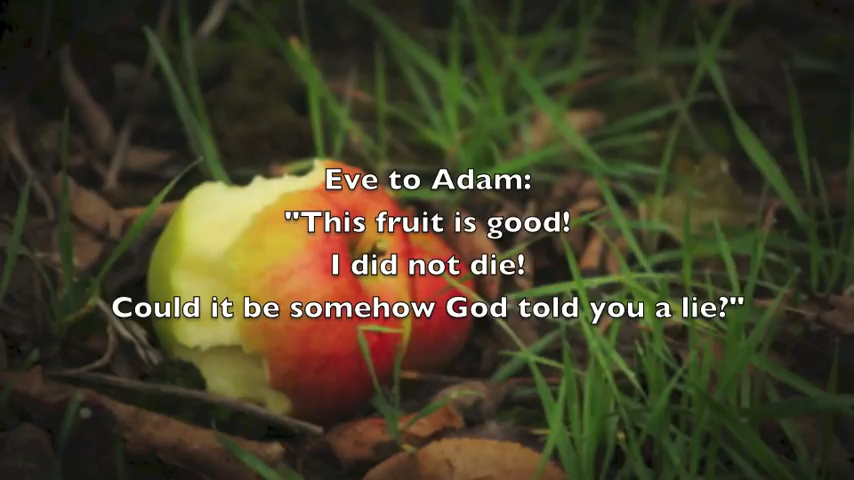 Eve to Adam:
"This fruit is good!
I did not die!
Could it be somehow God told you a lie?"